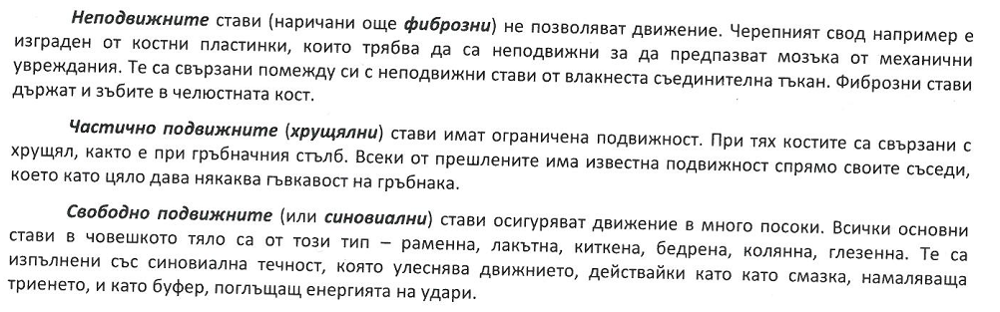 Неподвижните стави (наричани още фиброзни) не позволяват движение. Черепният свод например е
изграден от костни пластинки, които трябва да са неподвижни за да предпазват мозъка от механични
увреждания. Те са свързани помежду си с неподвижни стави от влакнеста съединителна тъкан. Фиброзни стави
държат и зъбите в челюстната кост.
Частично подвижните (хрущялни) стави имат ограничена подвижност. При тях костите са свързани с
хрущял, както е при гръбначния стълб. Всеки от прешлените има известна подвижност спрямо своите съседи,
което като цяло дава някаква гъвкавост на гръбнака.
Свободно подвижните (или синовиални) стави осигуряват движение в много посоки. Всички основни
стави в човешкото тяло са от този тип – раменна, лакътна, киткена, бедрена, колянна, глезенна. Те са
изпълнени със синовиална течност, която улеснява движнието, действайки като като смазка, намаляваща
триенето, и като буфер, поглъщащ енергията на удари.